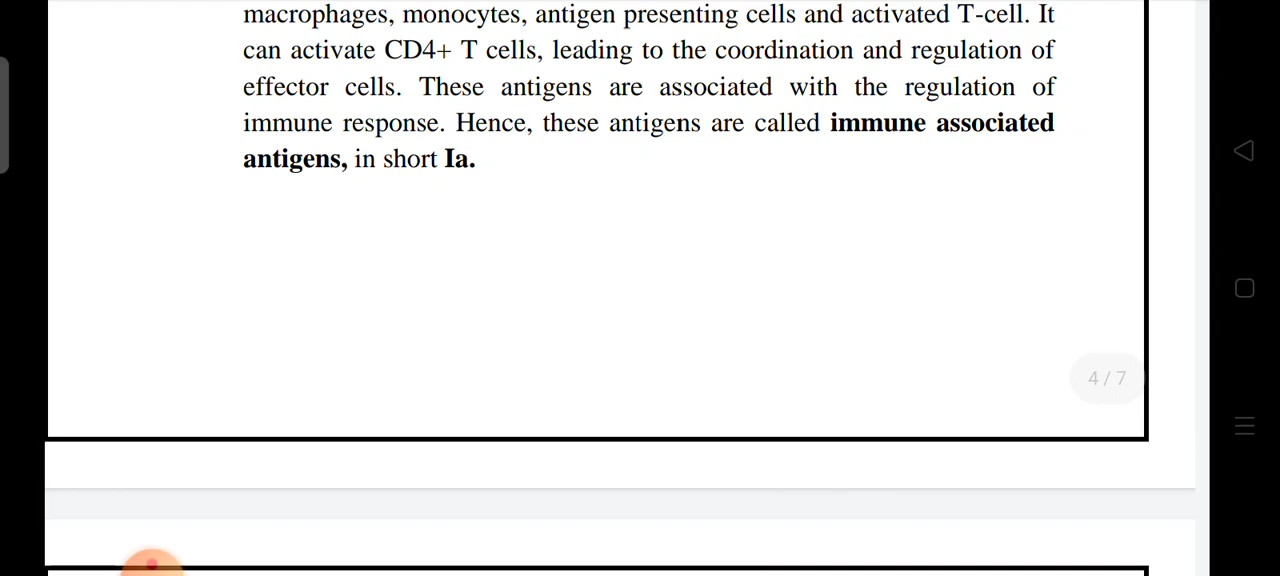 macrophages, monocytes, antigen presenting cells and activated T-cell. It
can activate CD4+ T cells, leading to the coordination and regulation of
effector cells. These antigens are associated with the regulation of
immune response. Hence, these antigens are called immune associated
antigens, in short Ia.
4 / 7